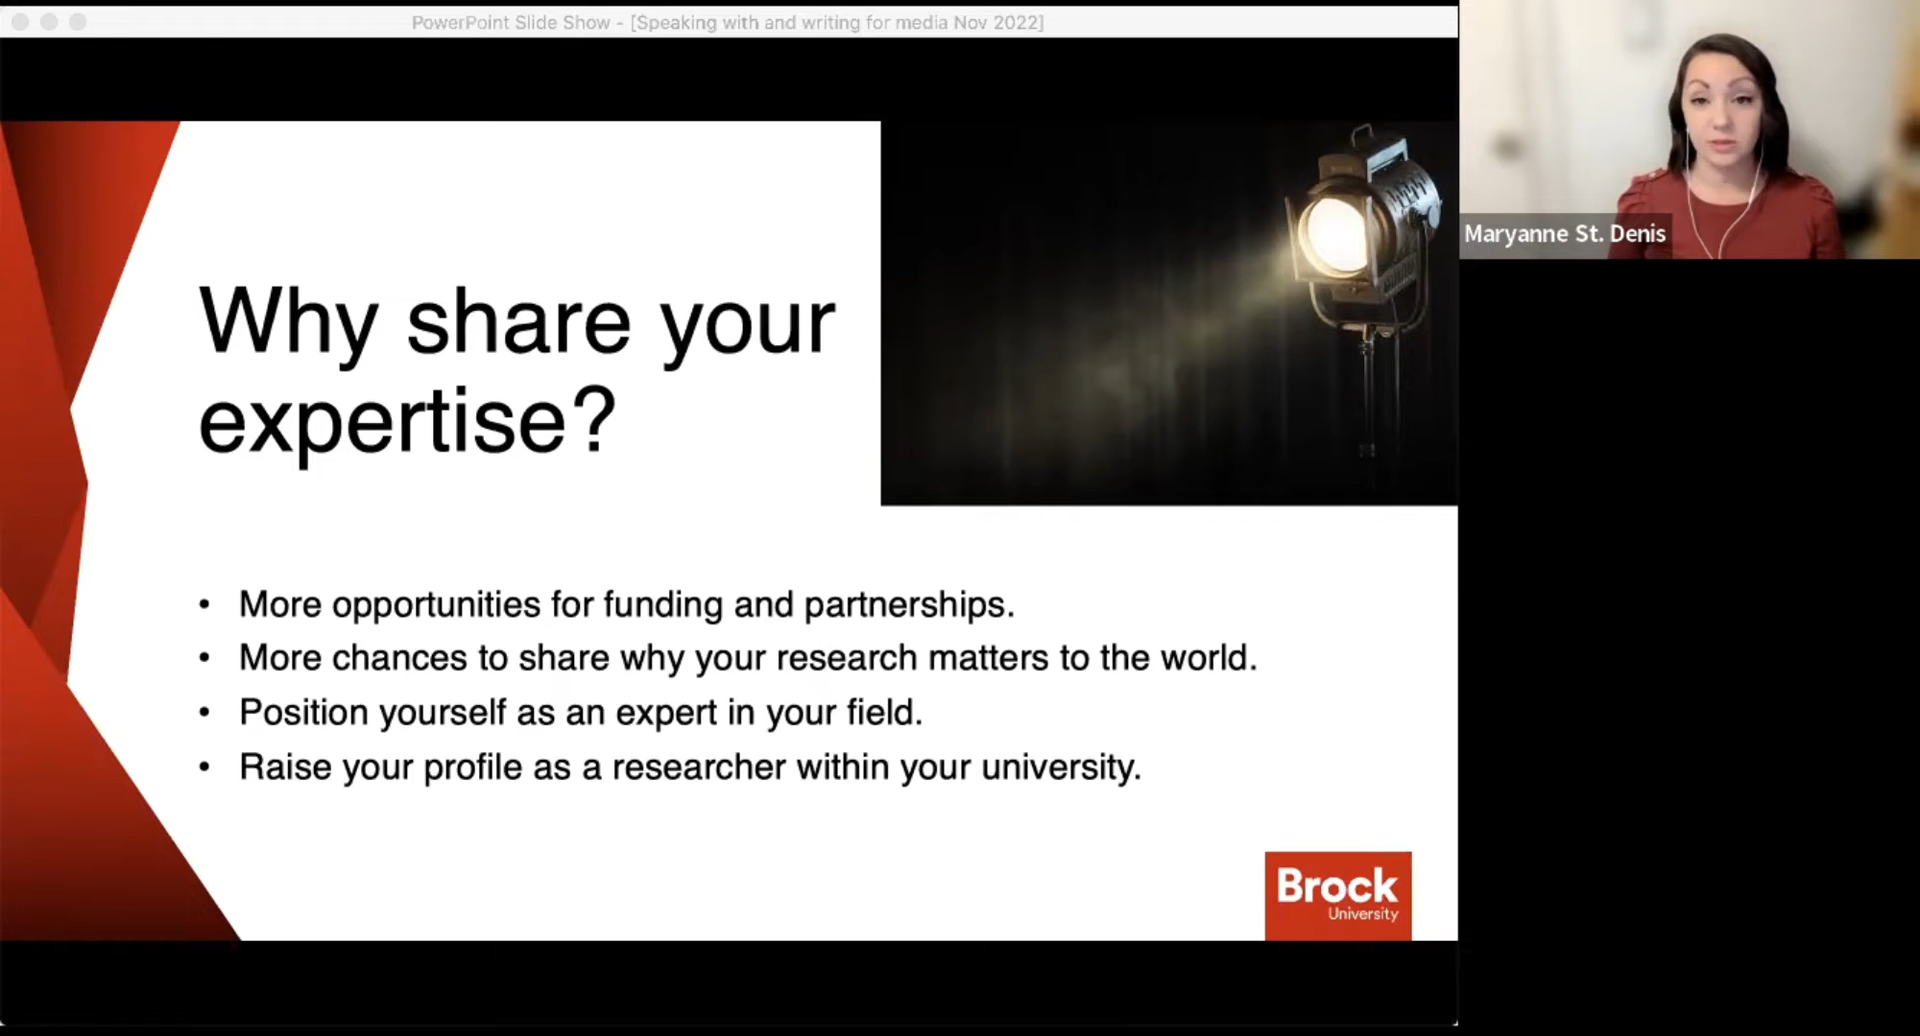 PowerPoint Slide Show - [Speaking with and writing for media Nov 2022]
Maryanne St. Denis
Why share your
expertise?
• More opportunities for funding and partnerships.
• More chances to share why your research matters to the world.
• Position yourself as an expert in your field.
• Raise your profile as a researcher within your university.
Brock
University